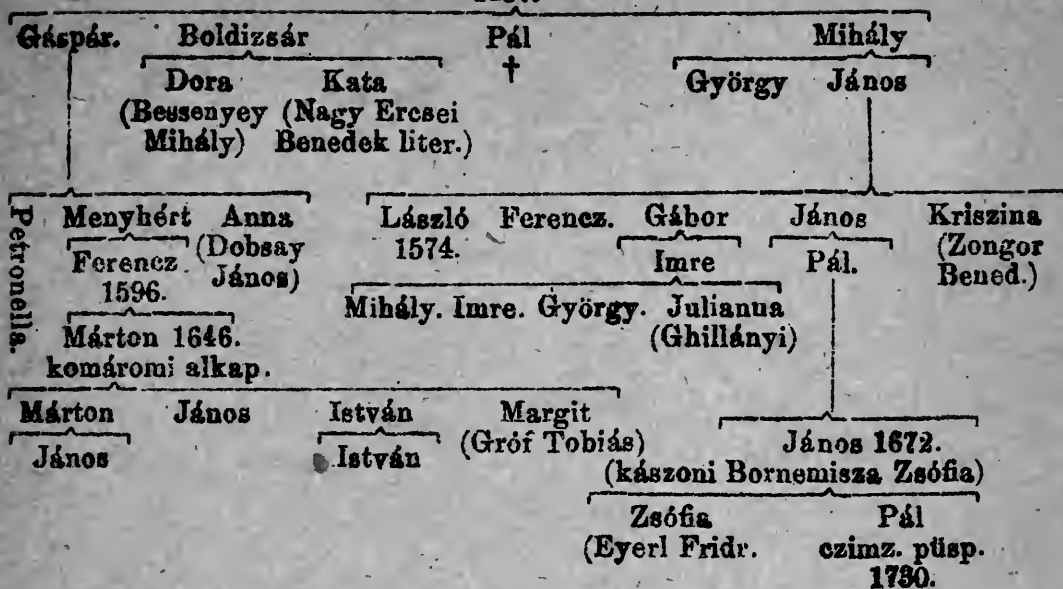 Gáspár. Boldizsár Pál Mihály
†
Dora Kata György János
(Bessenyey (Nagy Ercsei
Mihály) Benedek liter.)
Petronella.
Menyhért Anna László Ferencz. Gábor János Kriszina
(Dobsay 1574. (Zongor
Ferencz János) Imre Pál. Bened.)
1596.
Mihály. Imre. György. Julianna
Márton 1646. (Ghillányi)
komáromi alkap.
Márton János István Margit
(Gróf Tobiás) János 1672.
János István (kászoni Bornemisza Zsófia)
Zsófia Pál
(Eyerl Fridr. czimz. püsp.
1730.